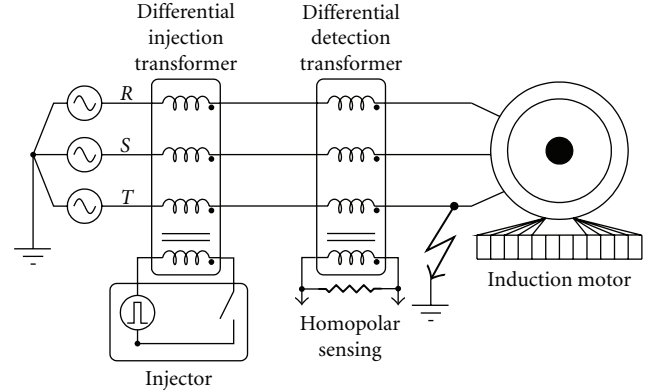 Differential
injection
transformer
Differential
detection
transformer
R
S
T
Induction motor
Homopolar
sensing
Injector